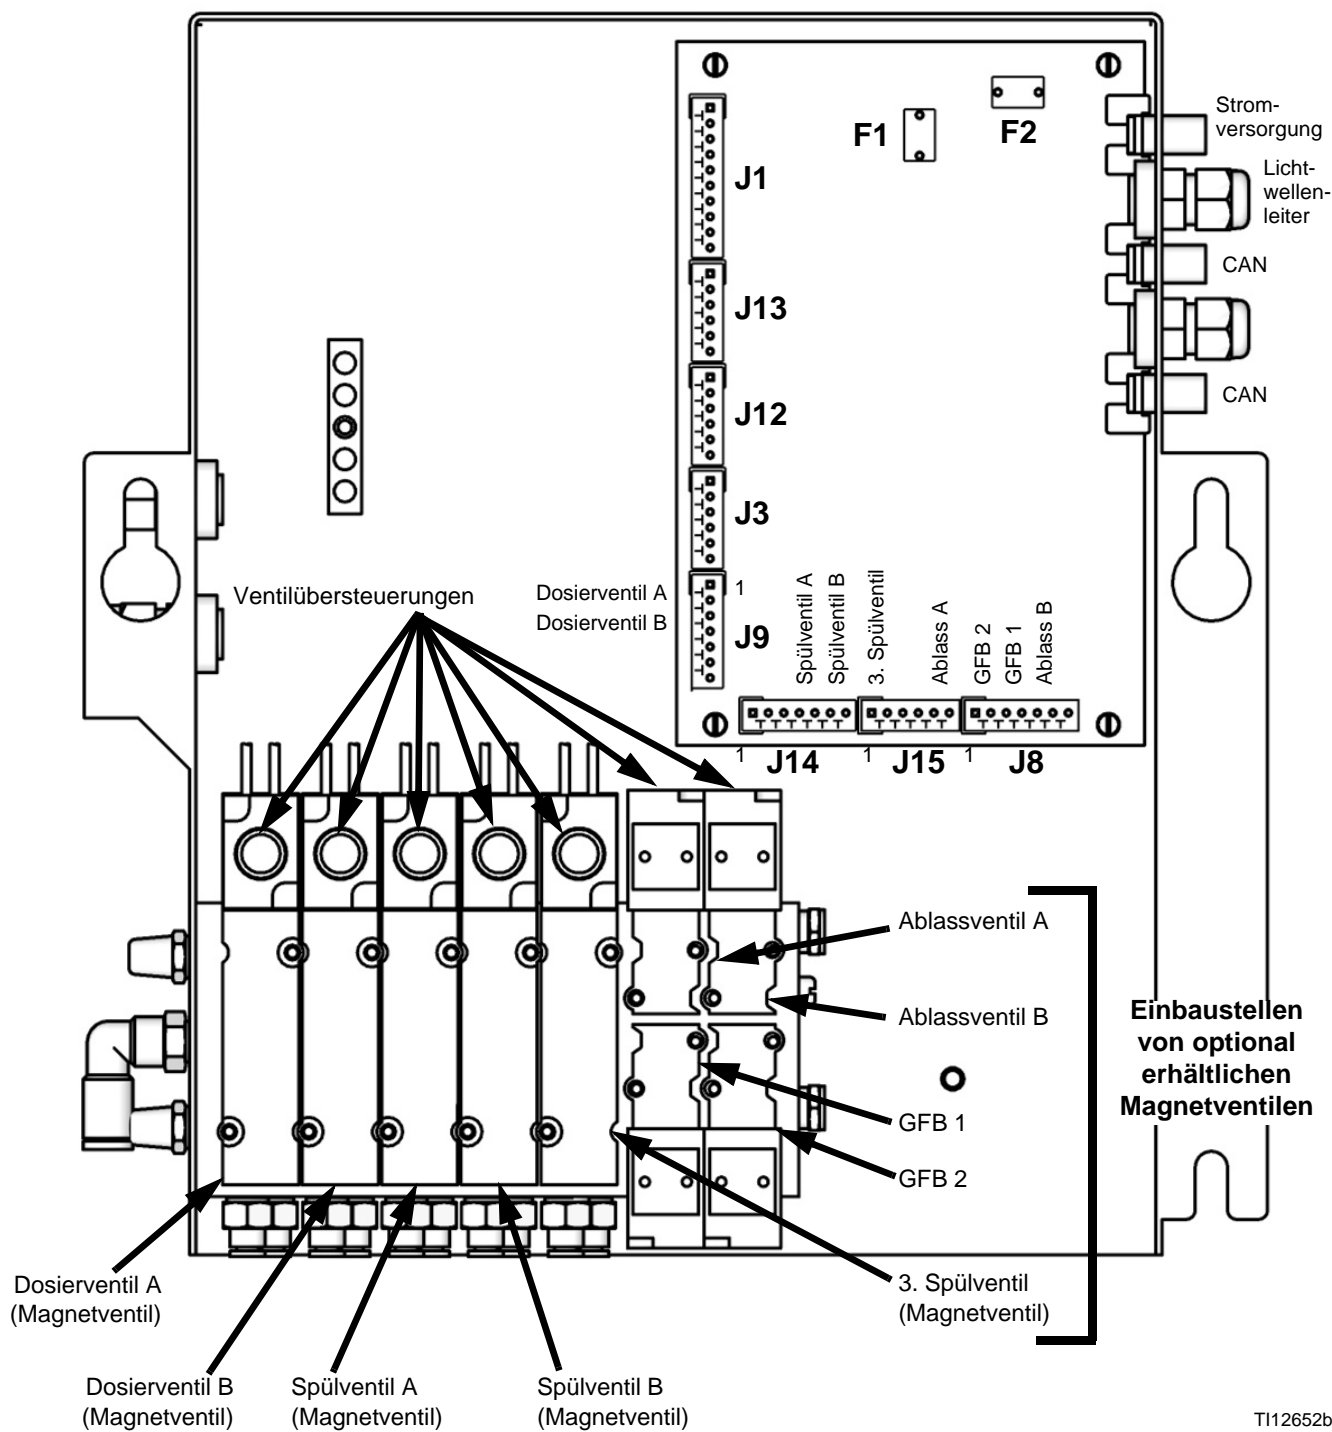 F1
F2
Strom-
versorgung
J1
Licht-
wellen-
leiter
CAN
J13
CAN
J12
J3
Ventilübersteuerungen
Dosierventil A
Dosierventil B
1
J9
Spülventil A
Spülventil B
3. Spülventil
Ablass A
GFB 2
GFB 1
Ablass B
1
J14
1
J15
1
J8
Ablassventil A
Ablassventil B
Einbaustellen
von optional
erhältlichen
Magnetventilen
GFB 1
GFB 2
Dosierventil A
(Magnetventil)
3. Spülventil
(Magnetventil)
Dosierventil B
(Magnetventil)
Spülventil A
(Magnetventil)
Spülventil B
(Magnetventil)
TI12652b